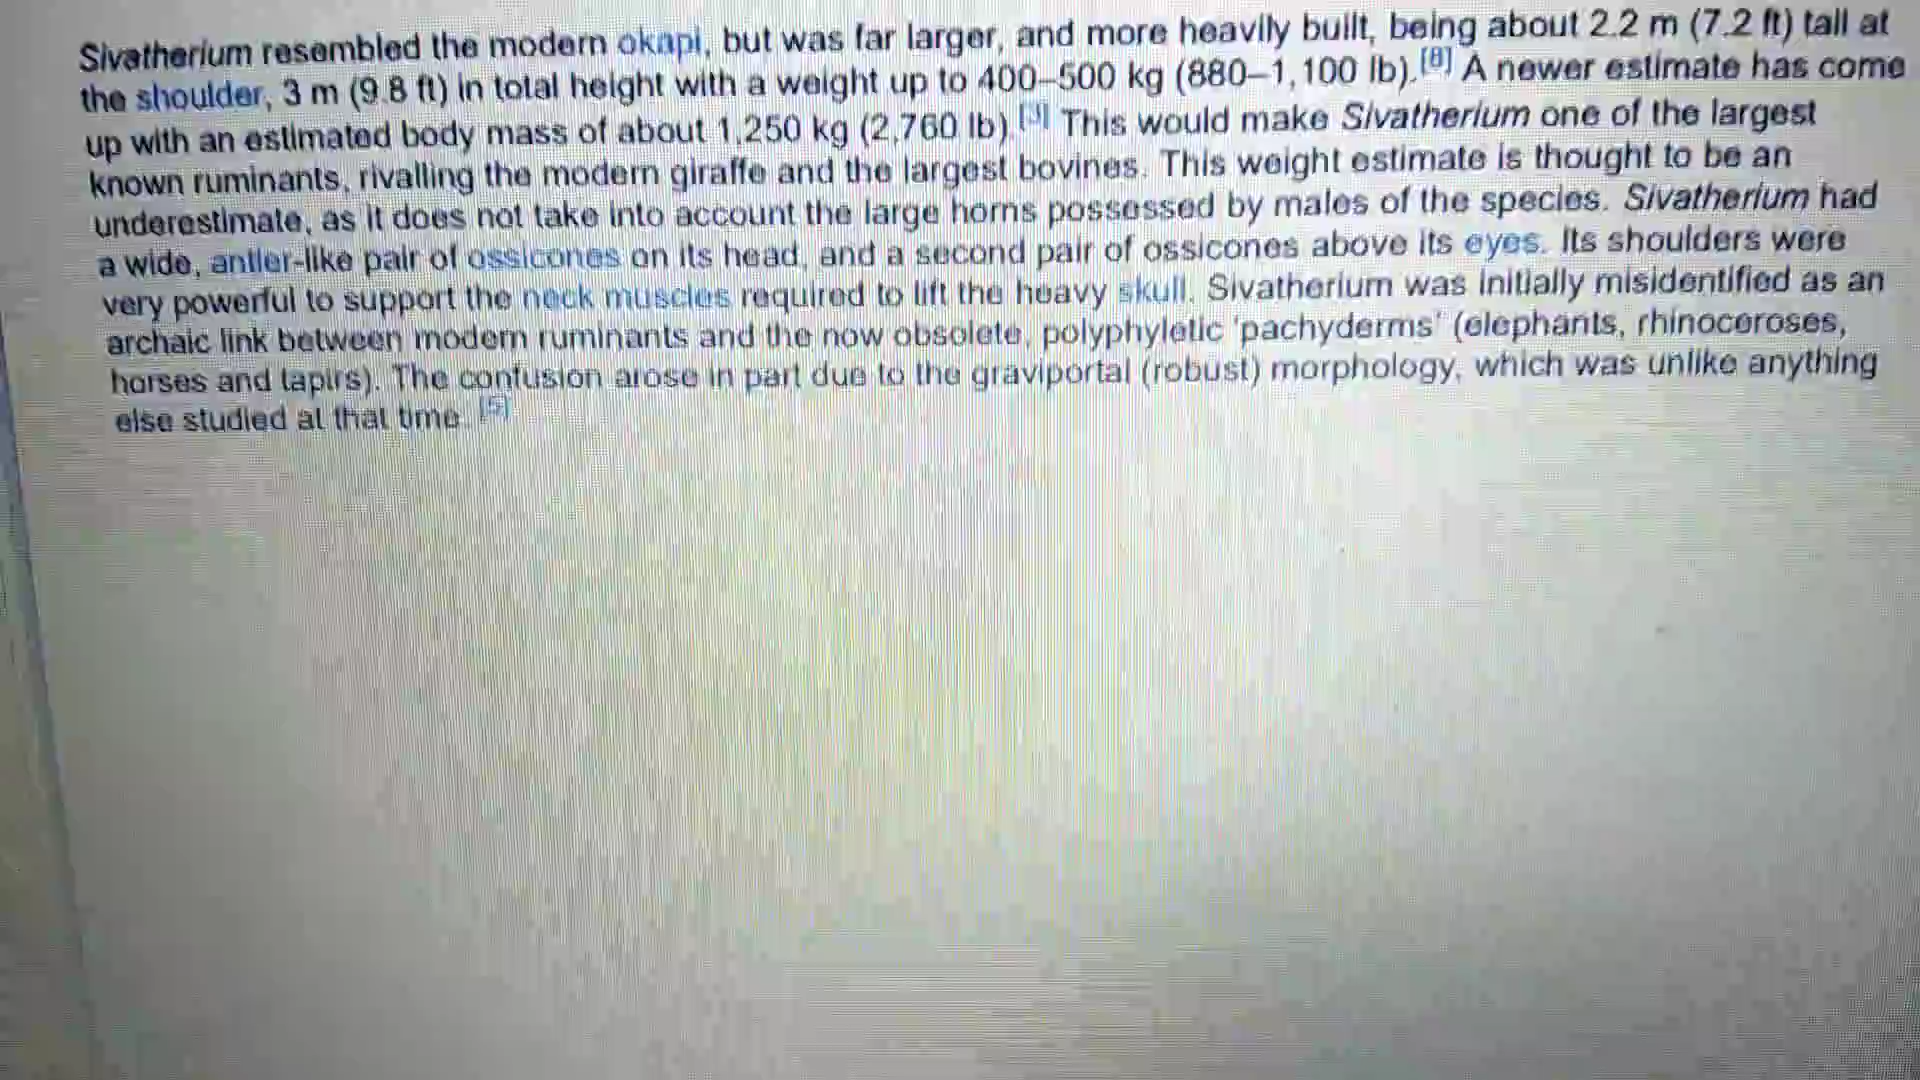 Sivatherium resembled the modern okapi, but was far larger, and more heavily built, being about 2.2 m (7.2 ft) tall at
the shoulder, 3 m (9.8 ft) in total height with a weight up to 400–500 kg (880–1,100 lb).[8] A newer estimate has come
up with an estimated body mass of about 1,250 kg (2,760 lb). This would make Sivatherium one of the largest
known ruminants, rivalling the modern giraffe and the largest bovines. This weight estimate is thought to be an
underestimate, as it does not take into account the large horns possessed by males of the species. Sivatherium had
a wide, antler-like pair of ossicones on its head, and a second pair of ossicones above its eyes. Its shoulders were
very powerful to support the neck muscles required to lift the heavy skull. Sivatherium was initially misidentified as an
archaic link between modern ruminants and the now obsolete, polyphyletic 'pachyderms' (elephants, rhinoceroses,
horses and tapirs). The confusion arose in part due to the graviportal (robust) morphology, which was unlike anything
else studied at that time.[5]